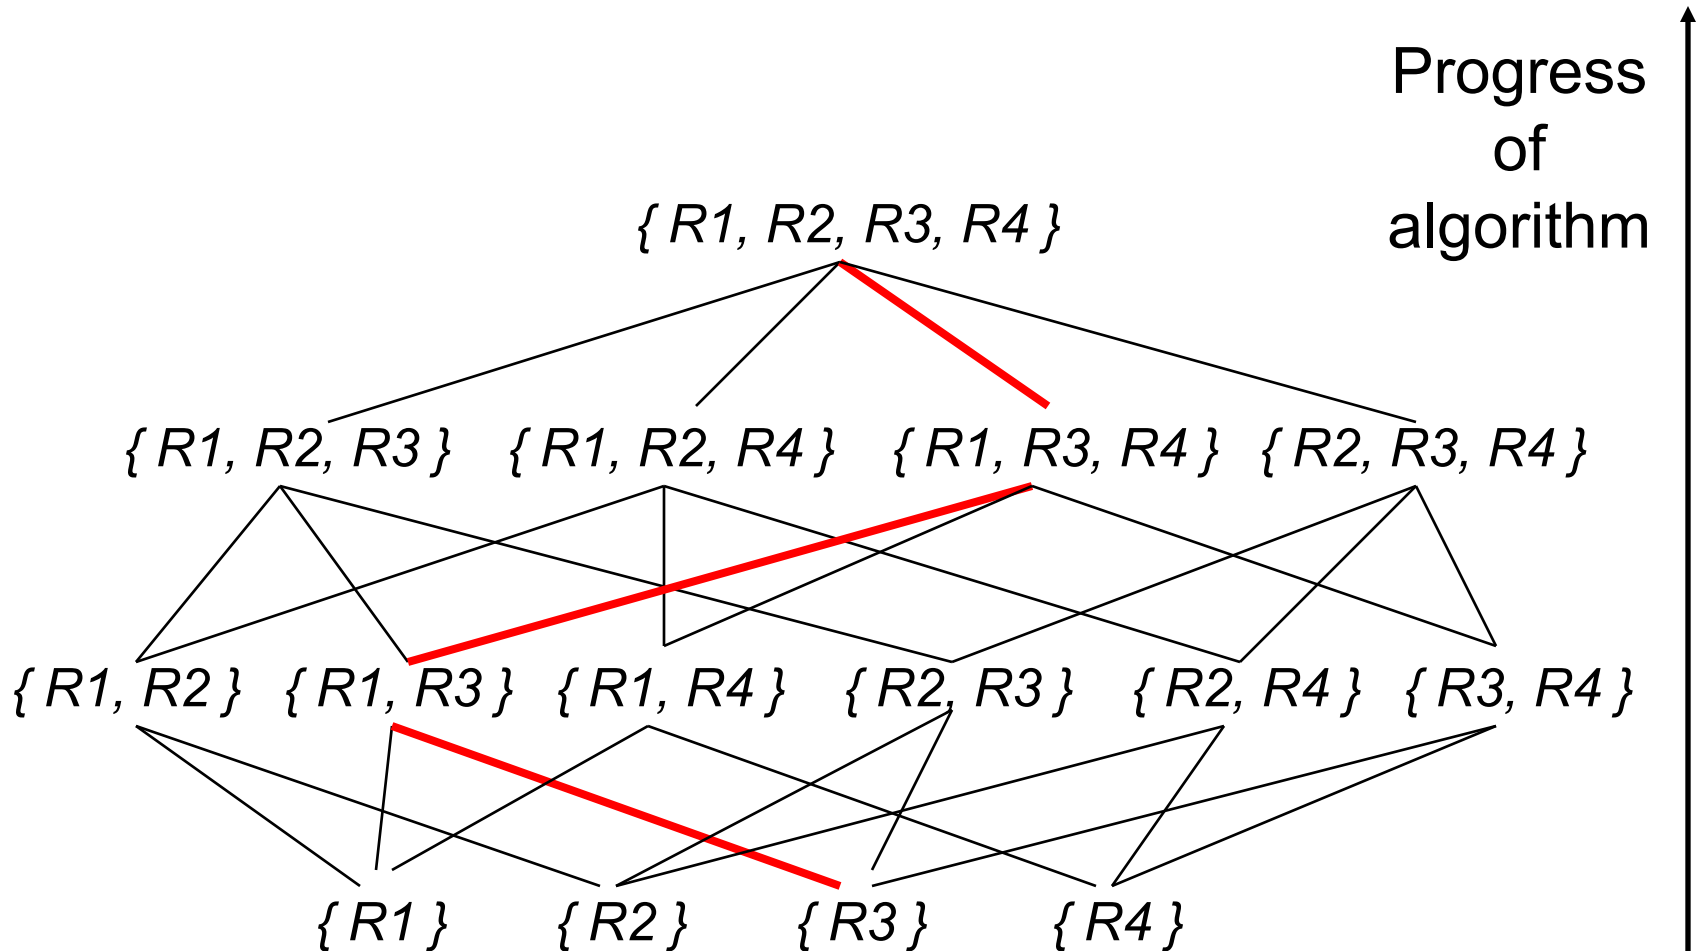 Progress
of
algorithm
{ R1, R2, R3, R4 }
{ R1, R2, R3 } { R1, R2, R4 } { R1, R3, R4 } { R2, R3, R4 }
{ R1, R2 } { R1, R3 } { R1, R4 } { R2, R3 } { R2, R4 } { R3, R4 }
{ R1 } { R2 } { R3 } { R4 }